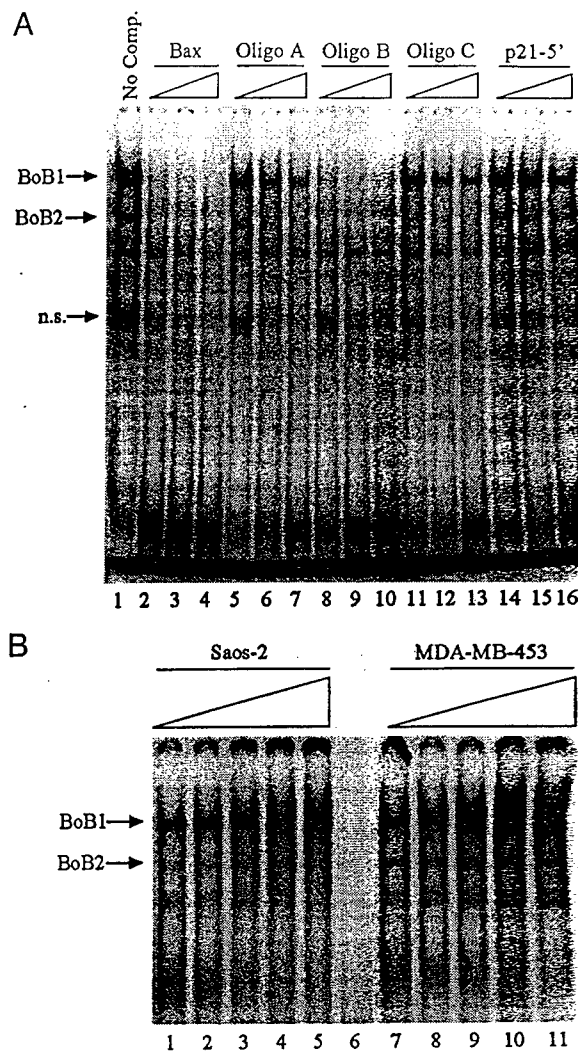 A
No Comp.
Bax Oligo A Oligo B Oligo C p21-5'
BoB1
BoB2
n.s.
1 2 3 4 5 6 7 8 9 10 11 12 13 14 15 16
B
Saos-2 MDA-MB-453
BoB1
BoB2
1 2 3 4 5 6 7 8 9 10 11